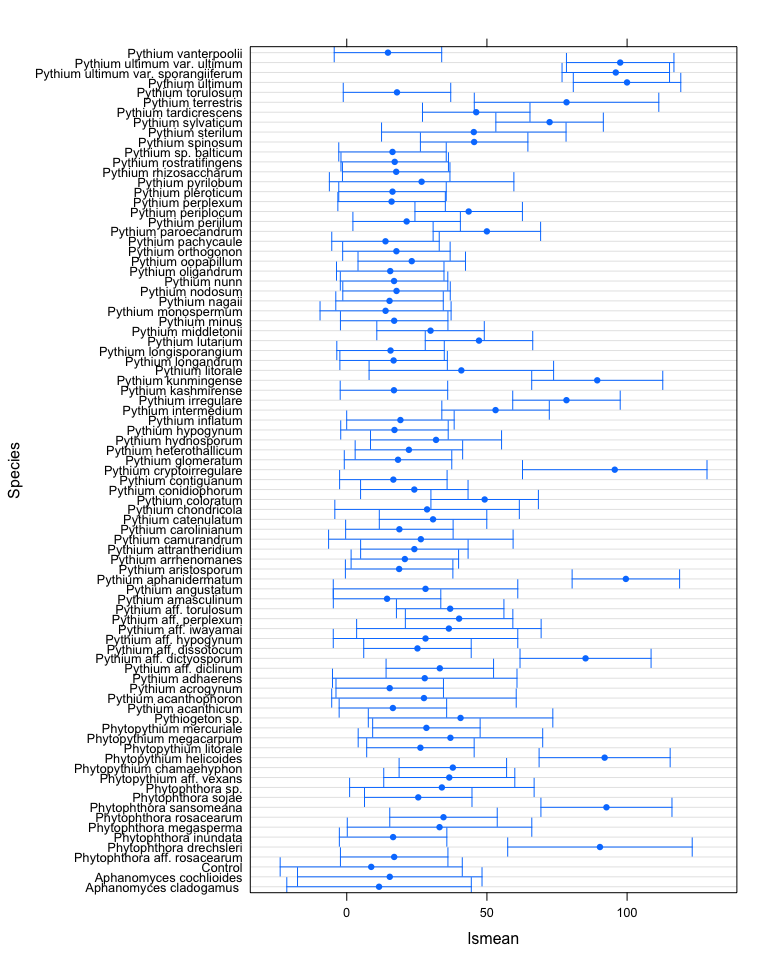 Pythium vanterpoolii
Pythium ultimum var. ultimum
Pythium ultimum var. sporangiiferum
Pythium ultimum
Pythium torulosum
Pythium terrestris
Pythium tardicrescens
Pythium sylvaticum
Pythium sterilum
Pythium spinosum
Pythium sp. balticum
Pythium rostratifingens
Pythium rhizosaccharum
Pythium pyrilobum
Pythium pleroticum
Pythium perplexum
Pythium periplocum
Pythium periilum
Pythium paroecandrum
Pythium pachycaule
Pythium orthogonon
Pythium oopapillum
Pythium oligandrum
Pythium nunn
Pythium nodosum
Pythium nagaii
Pythium monospermum
Pythium minus
Pythium middletonii
Pythium lutarium
Pythium longisporangium
Pythium longandrum
Pythium litorale
Pythium kunmingense
Pythium kashmirense
Pythium irregulare
Pythium intermedium
Pythium inflatum
Pythium hypogynum
Pythium hydnosporum
Pythium heterothallicum
Pythium glomeratum
Pythium cryptoirregulare
Pythium contiguanum
Pythium conidiophorum
Pythium coloratum
Pythium chondricola
Pythium catenulatum
Pythium carolinianum
Pythium camurandrum
Pythium attrantheridium
Pythium arrhenomanes
Pythium aristosporum
Pythium aphanidermatum
Pythium angustatum
Pythium amasculinum
Pythium aff. torulosum
Pythium aff. perplexum
Pythium aff. iwayamai
Pythium aff. hypogynum
Pythium aff. dissotocum
Pythium aff. dictyosporum
Pythium aff. diclinum
Pythium adhaerens
Pythium acrogynum
Pythium acanthophoron
Pythium acanthicum
Pythiogeton sp.
Phytopythium mercuriale
Phytopythium megacarpum
Phytopythium litorale
Phytopythium helicoides
Phytopythium chamaehyphon
Phytopythium aff. vexans
Phytophthora sp.
Phytophthora sojae
Phytophthora sansomeana
Phytophthora rosacearum
Phytophthora megasperma
Phytophthora inundata
Phytophthora drechsleri
Phytophthora aff. rosacearum
Control
Aphanomyces cochlioides
Aphanomyces cladogamus
Species
0 50 100
lsmean